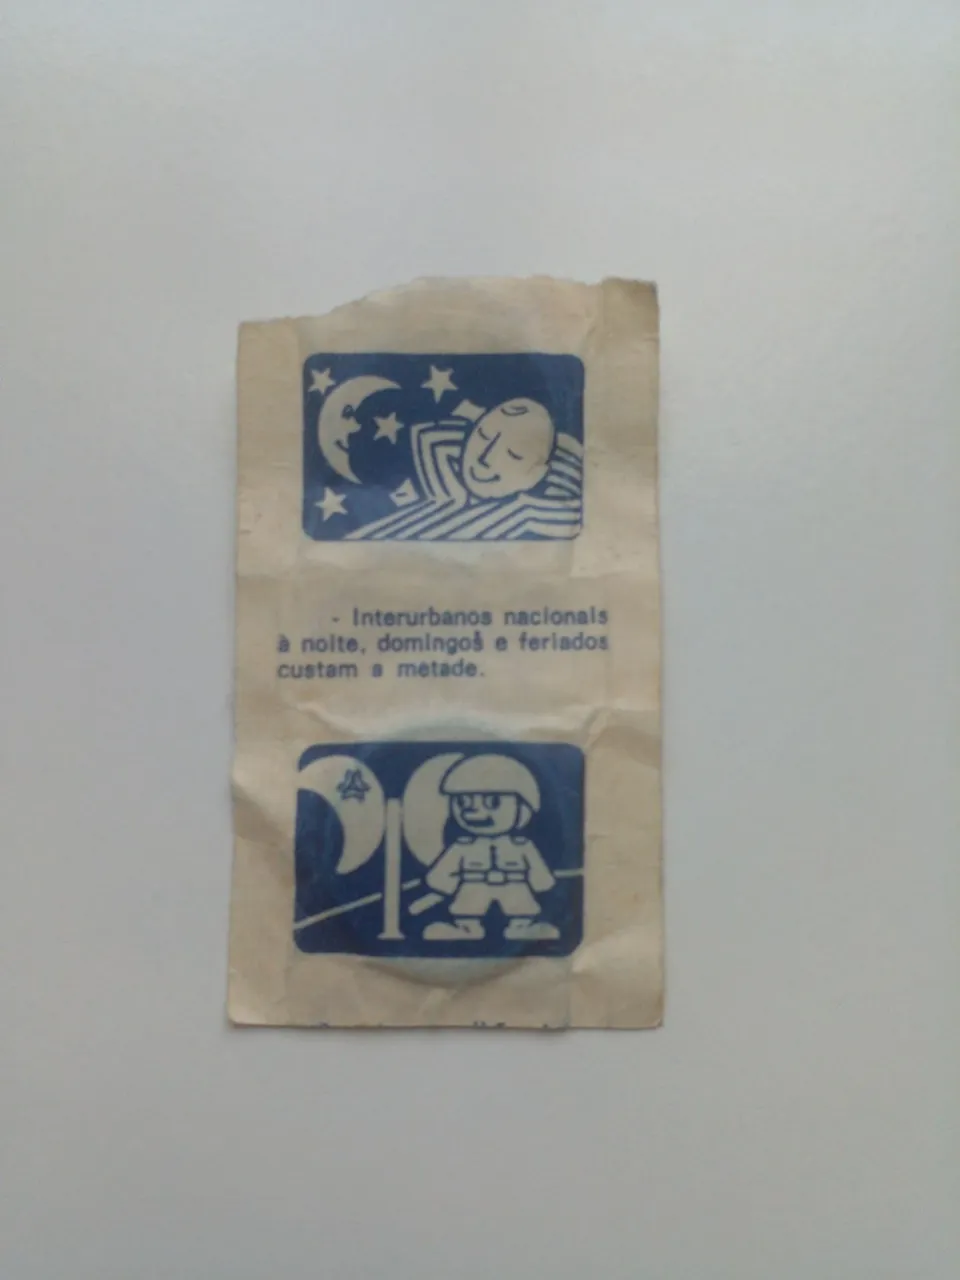 - Interurbanos nacionais
à noite, domingos e feriados
custam a metade.